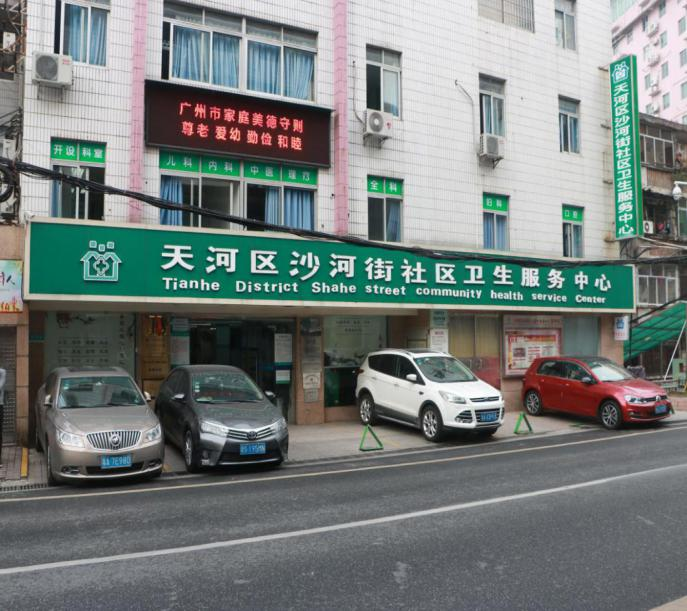 广州市家庭美德守则
尊老 爱幼 勤俭 和睦
开设科室
儿科 内科 中医 理疗
全科
妇科
口腔
天河区沙河街社区卫生服务中心
天河区沙河街社区卫生服务中心
Tianhe District Shahe street community health service Center